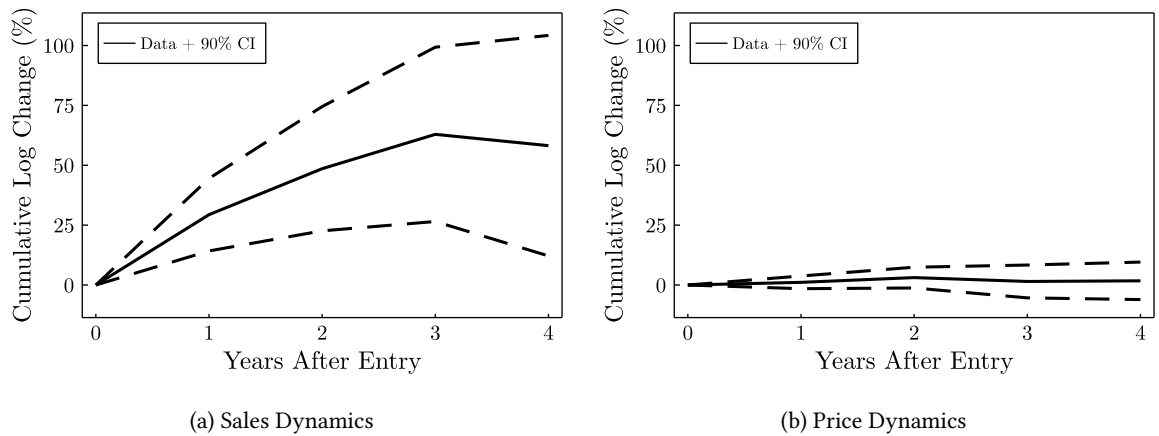 Cumulative Log Change (%)
100
75
50
25
0
Data + 90% CI
0 1 2 3 4
Years After Entry
(a) Sales Dynamics
Cumulative Log Change (%)
100
75
50
25
0
Data + 90% CI
0 1 2 3 4
Years After Entry
(b) Price Dynamics